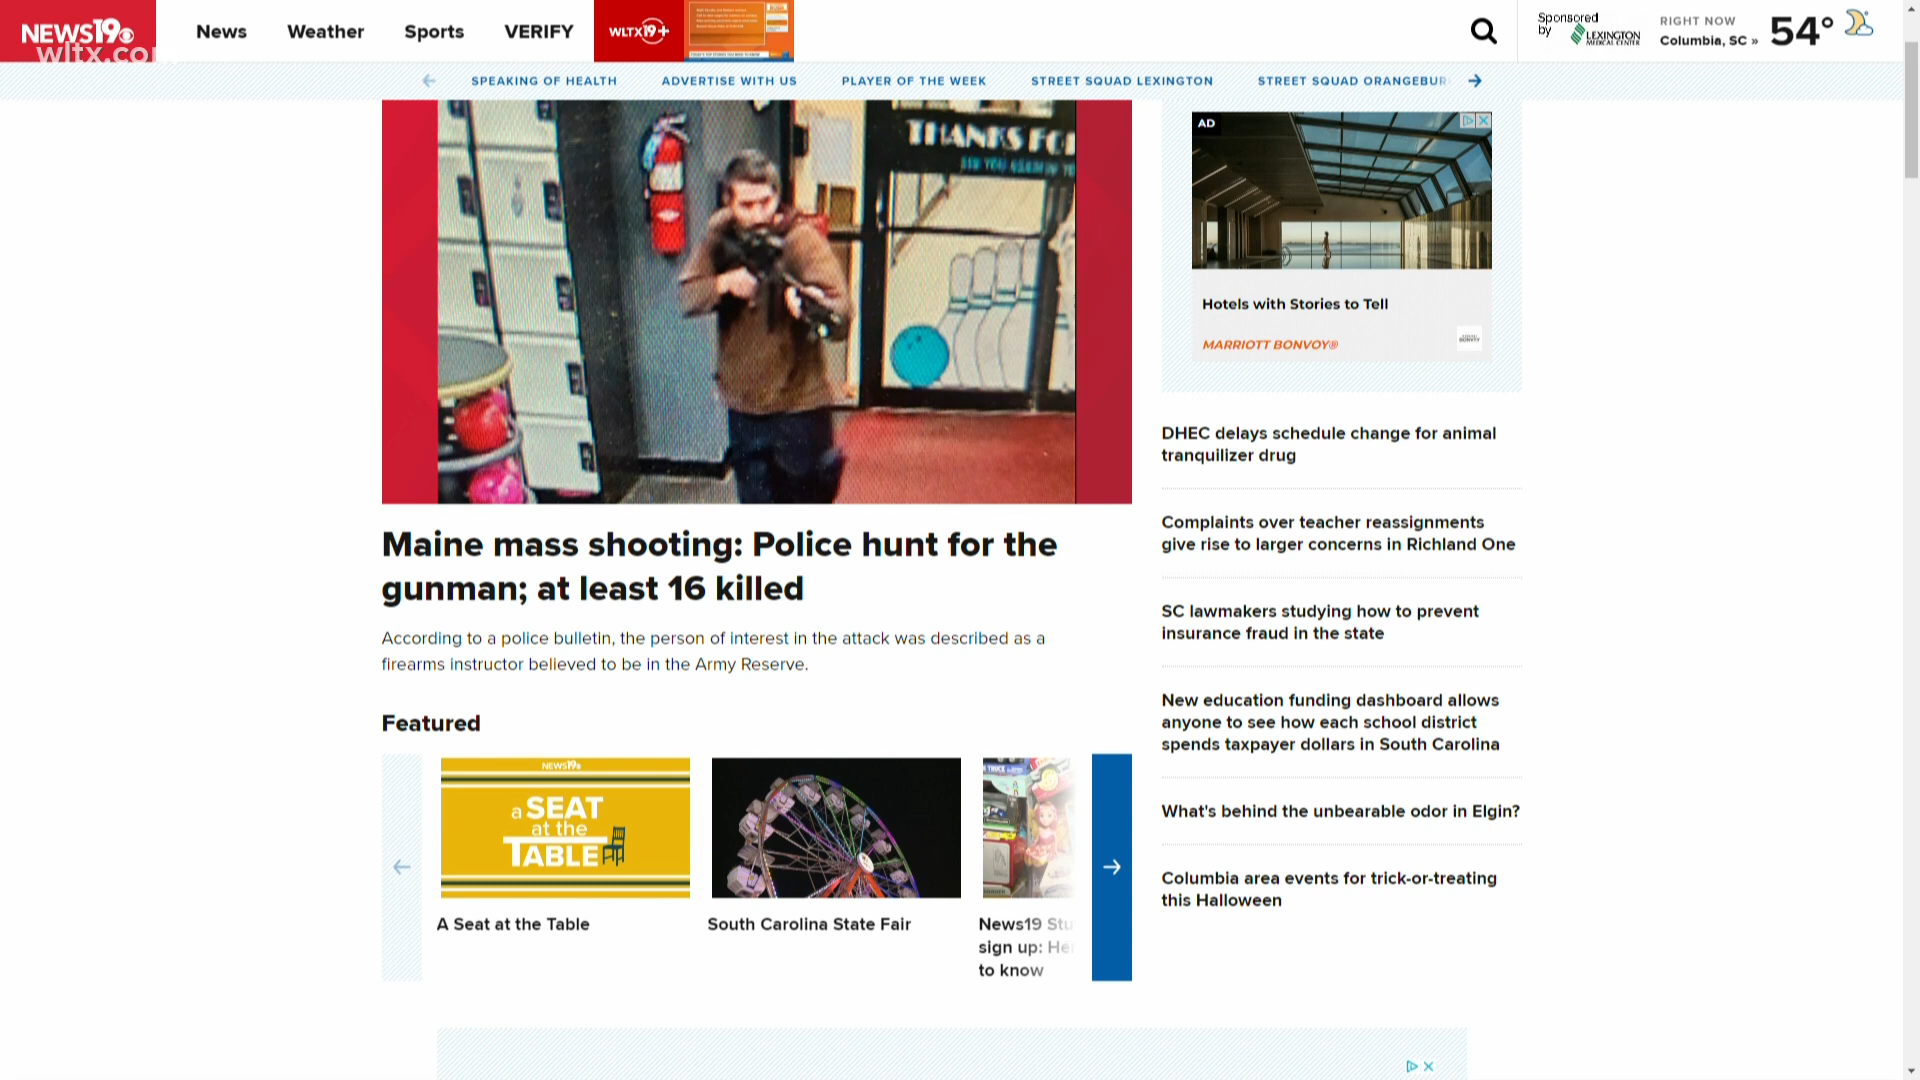 NEWS19
wltx.co
News
Weather
Sports
VERIFY
WLTX19+
Sponsored
by
LEXINGTON
MEDICAL CENTER
RIGHT NOW
Columbia, SC »
54°
SPEAKING OF HEALTH
ADVERTISE WITH US
PLAYER OF THE WEEK
STREET SQUAD LEXINGTON
STREET SQUAD ORANGEBUR
THANKS FO
AD
Hotels with Stories to Tell
MARRIOTT BONVOY®
Maine mass shooting: Police hunt for the
gunman; at least 16 killed
According to a police bulletin, the person of interest in the attack was described as a
firearms instructor believed to be in the Army Reserve.
Featured
NEWS19
a SEAT
at the
TABLE
A Seat at the Table
South Carolina State Fair
News19 Stu
sign up: He
to know
DHEC delays schedule change for animal
tranquilizer drug
Complaints over teacher reassignments
give rise to larger concerns in Richland One
SC lawmakers studying how to prevent
insurance fraud in the state
New education funding dashboard allows
anyone to see how each school district
spends taxpayer dollars in South Carolina
What's behind the unbearable odor in Elgin?
Columbia area events for trick-or-treating
this Halloween